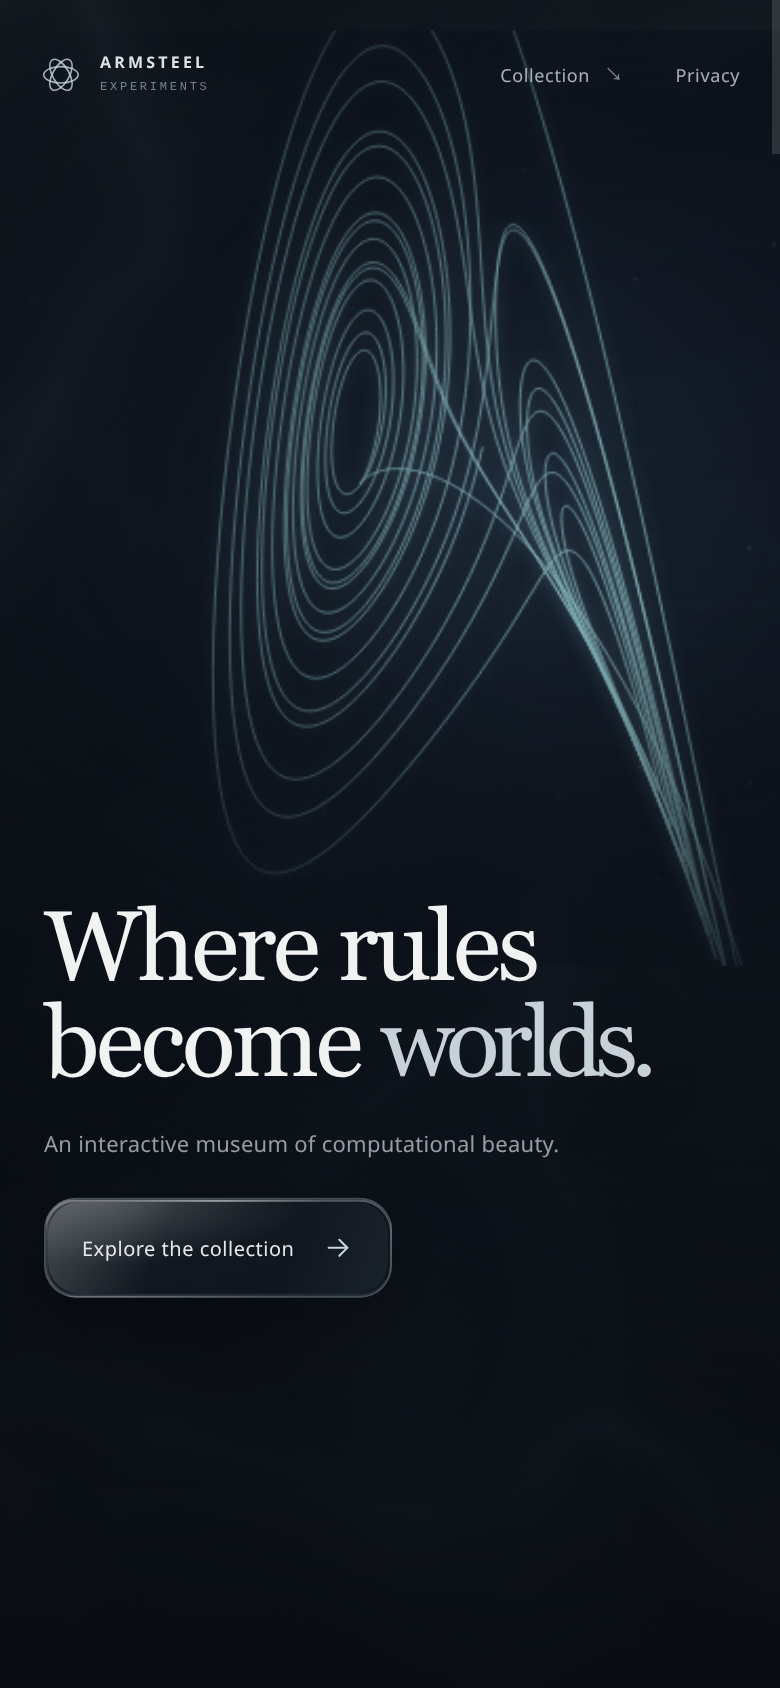 ARMSTEEL
EXPERIMENTS
Collection ↘ Privacy
Where rules
become worlds.
An interactive museum of computational beauty.
Explore the collection →